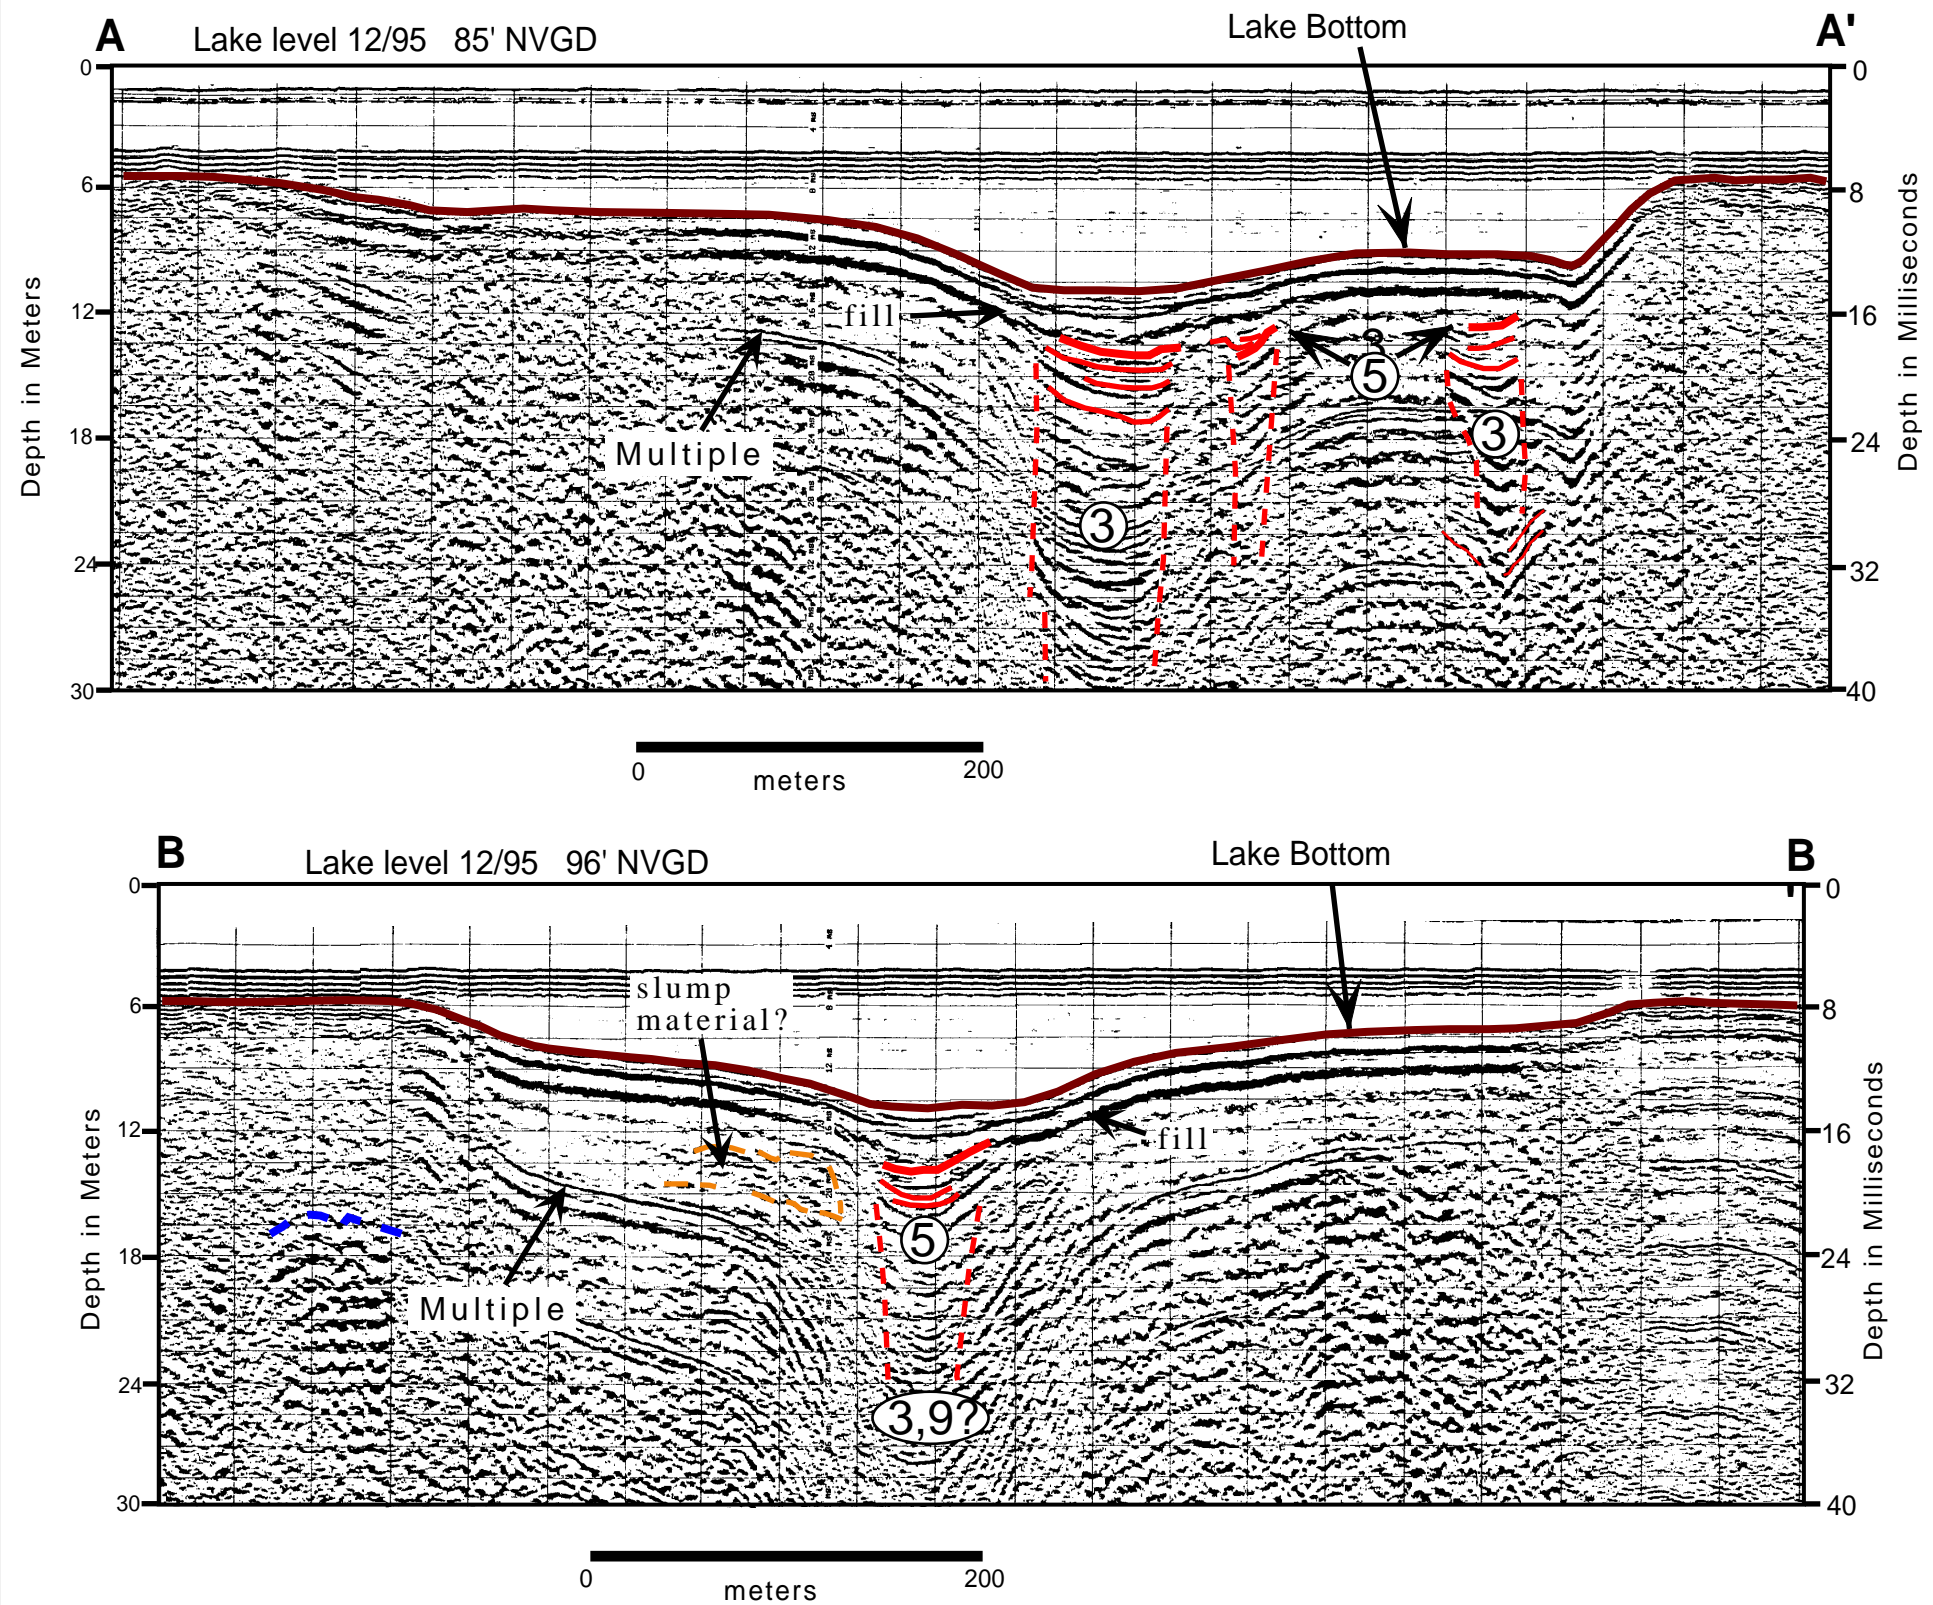 A
Lake level 12/95 85' NVGD
Lake Bottom
A'
0
6
12
18
24
30
Depth in Meters
0
8
16
24
32
40
Depth in Milliseconds
fill
Multiple
3
?
5
3
0 200
meters
B
Lake level 12/95 96' NVGD
Lake Bottom
B
'
0
6
12
18
24
30
Depth in Meters
0
8
16
24
32
40
Depth in Milliseconds
slump
material?
fill
Multiple
5
3,9?
0 200
meters